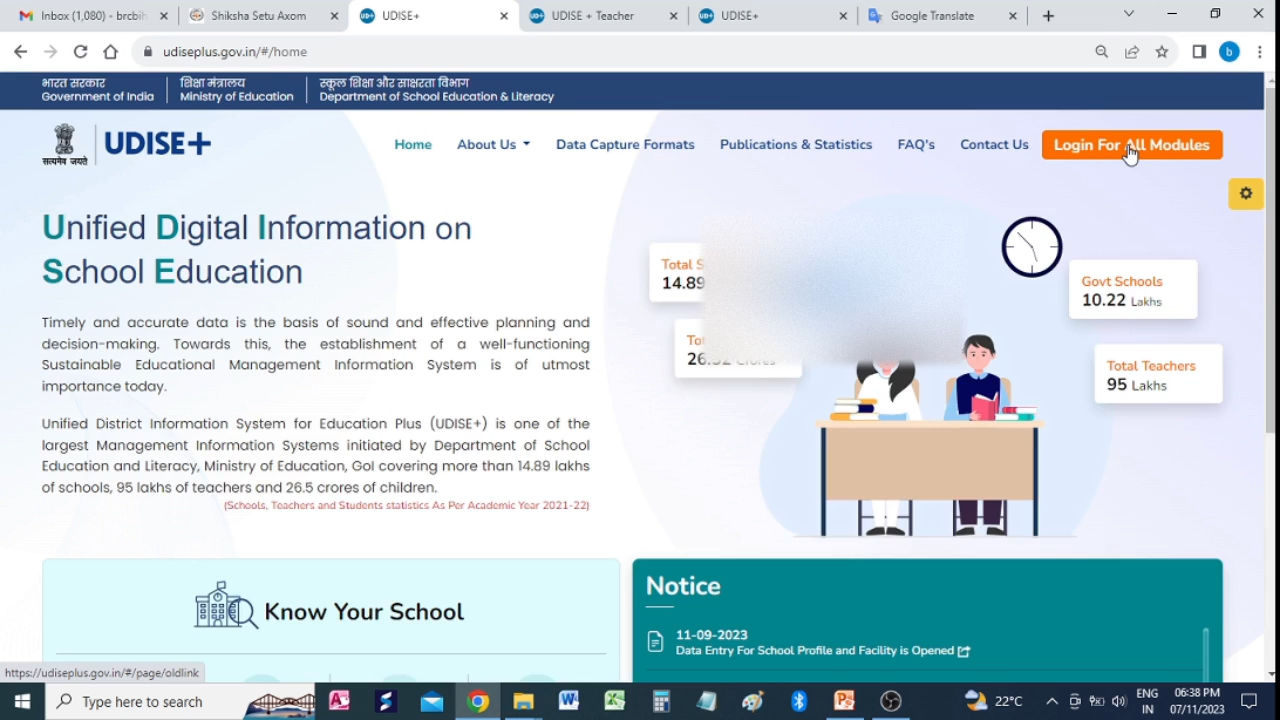 Inbox (1,080) - brcbih
Shiksha Setu Axom
UDISE+
UDISE + Teacher
UDISE+
Google Translate
udiseplus.gov.in/#/home
b
भारत सरकार
Government of India
शिक्षा मंत्रालय
Ministry of Education
स्कूल शिक्षा और साक्षरता विभाग
Department of School Education & Literacy
सत्यमेव जयते
UDISE+
Home
About Us
Data Capture Formats
Publications & Statistics
FAQ's
Contact Us
Login For All Modules
Unified Digital Information on
School Education
Timely and accurate data is the basis of sound and effective planning and
decision-making. Towards this, the establishment of a well-functioning
Sustainable Educational Management Information System is of utmost
importance today.
Unified District Information System for Education Plus (UDISE+) is one of the
largest Management Information Systems initiated by Department of School
Education and Literacy, Ministry of Education, GoI covering more than 14.89 lakhs
of schools, 95 lakhs of teachers and 26.5 crores of children.
(Schools, Teachers and Students statistics As Per Academic Year 2021-22)
Total
14.89
Govt Schools
10.22 Lakhs
Total Teachers
95 Lakhs
Know Your School
Notice
11-09-2023
Data Entry For School Profile and Facility is Opened
https://udiseplus.gov.in/#/page/oldlink
Type here to search
22°C
ENG
IN
06:38 PM
07/11/2023